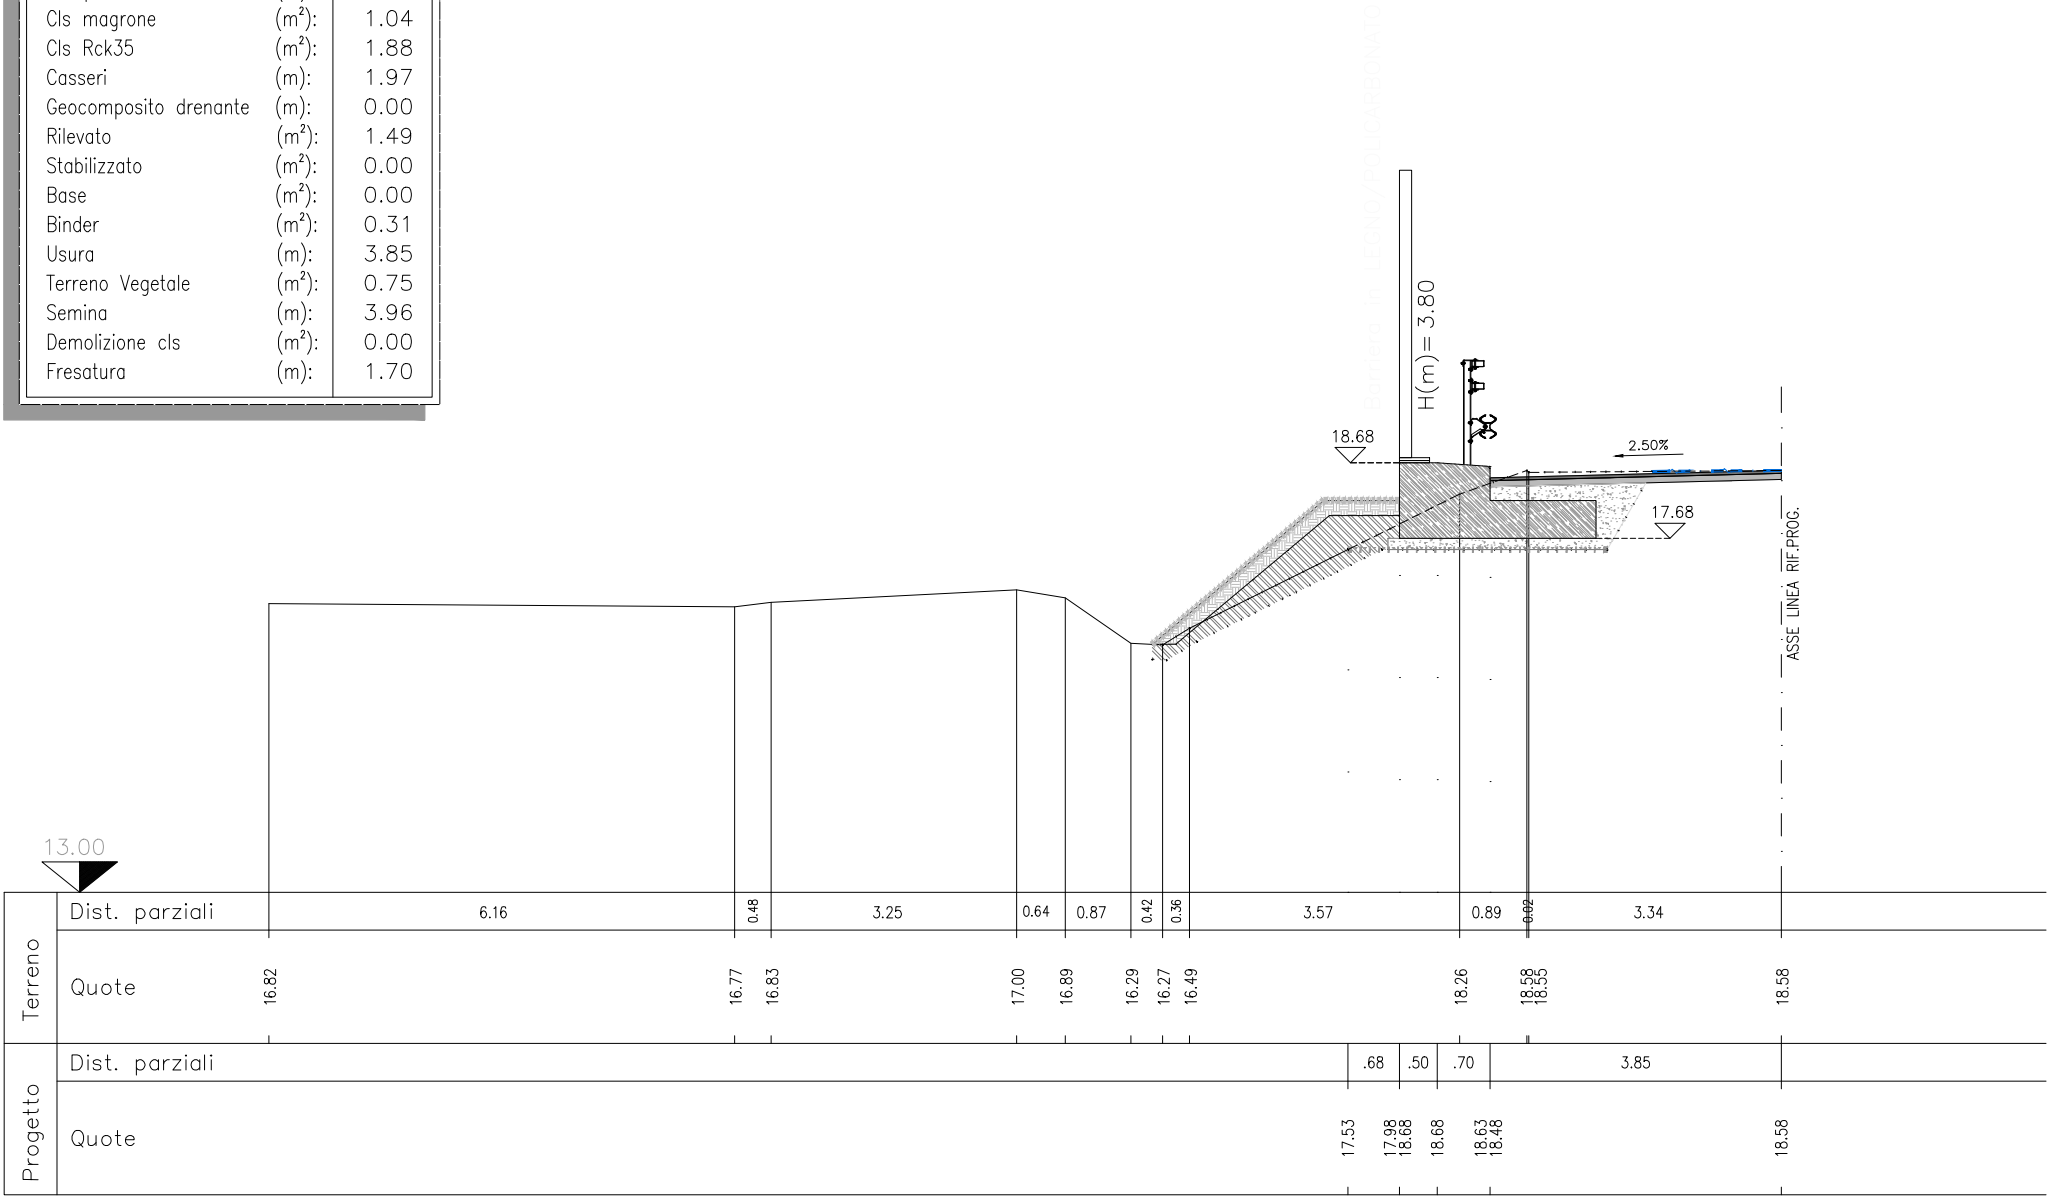 Cls magrone (m²): 1.04
Cls Rck35 (m²): 1.88
Casseri (m): 1.97
Geocomposito drenante (m): 0.00
Rilevato (m²): 1.49
Stabilizzato (m²): 0.00
Base (m²): 0.00
Binder (m²): 0.31
Usura (m): 3.85
Terreno Vegetale (m²): 0.75
Semina (m): 3.96
Demolizione cls (m²): 0.00
Fresatura (m): 1.70
Barriera in LEGNO/POLICARBONATO
H(m)= 3.80
18.68
2.50%
17.68
ASSE LINEA RIF.PROG.
13.00
Terreno
Dist. parziali 6.16 0.48 3.25 0.64 0.87 0.42 0.36 3.57 0.89 0.02 3.34
Quote 16.82 16.77 16.83 17.00 16.89 16.29 16.27 16.49 18.26 18.58 18.55 18.58
Progetto
Dist. parziali .68 .50 .70 3.85
Quote 17.53 17.98 18.68 18.68 18.63 18.48 18.58